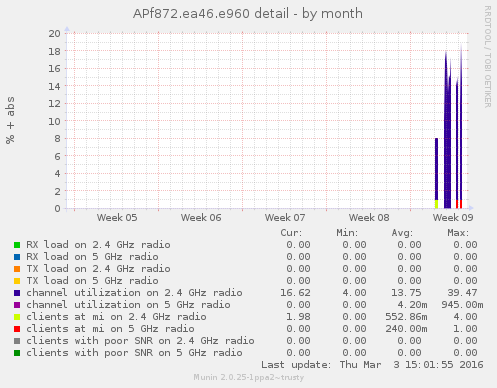 APf872.ea46.e960 detail - by month
RRDTOOL / TOBI OETIKER
% + abs
20
18
16
14
12
10
8
6
4
2
0
Week 05 Week 06 Week 07 Week 08 Week 09
Cur: Min: Avg: Max:
RX load on 2.4 GHz radio 0.00 0.00 0.00 0.00
RX load on 5 GHz radio 0.00 0.00 0.00 0.00
TX load on 2.4 GHz radio 0.00 0.00 0.00 0.00
TX load on 5 GHz radio 0.00 0.00 0.00 0.00
channel utilization on 2.4 GHz radio 16.62 4.00 13.75 39.47
channel utilization on 5 GHz radio 0.00 0.00 4.20m 945.00m
clients at mi on 2.4 GHz radio 1.98 0.00 552.86m 4.00
clients at mi on 5 GHz radio 0.00 0.00 240.00m 1.00
clients with poor SNR on 2.4 GHz radio 0.00 0.00 0.00 0.00
clients with poor SNR on 5 GHz radio 0.00 0.00 0.00 0.00
Last update: Thu Mar 3 15:01:55 2016
Munin 2.0.25-1ppa2~trusty